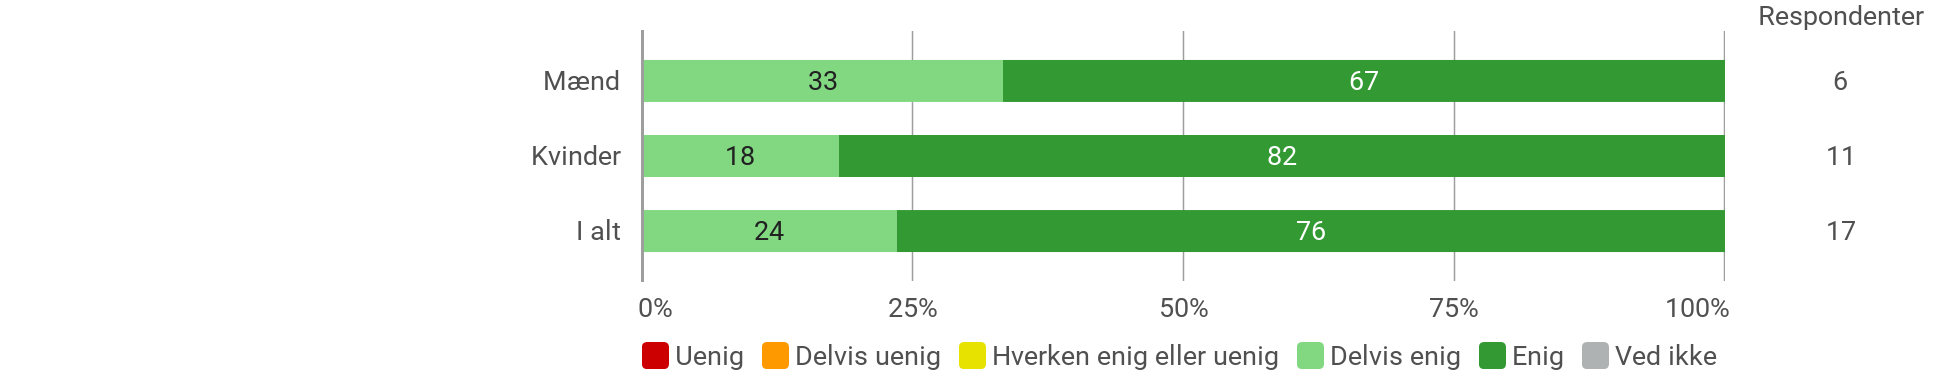 Respondenter
Mænd 33 67 6
Kvinder 18 82 11
I alt 24 76 17
0% 25% 50% 75% 100%
Uenig Delvis uenig Hverken enig eller uenig Delvis enig Enig Ved ikke